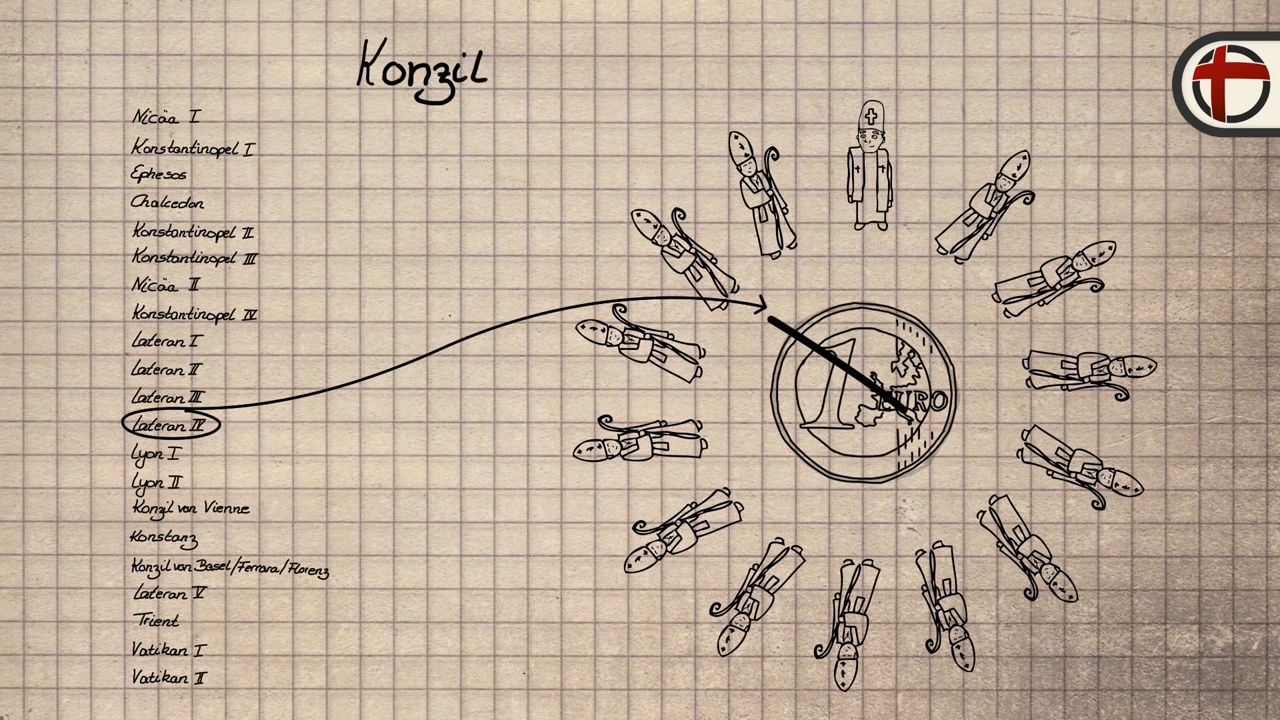 Konzil
Nicäa I
Konstantinopel I
Ephesos
Chalcedon
Konstantinopel II
Konstantinopel III
Nicäa II
Konstantinopel IV
Lateran I
Lateran II
Lateran III
Lateran IV
Lyon I
Lyon II
Konzil von Vienne
Konstanz
Konzil von Basel/Ferrara/Florenz
Lateran V
Trient
Vatikan I
Vatikan II
1 EURO